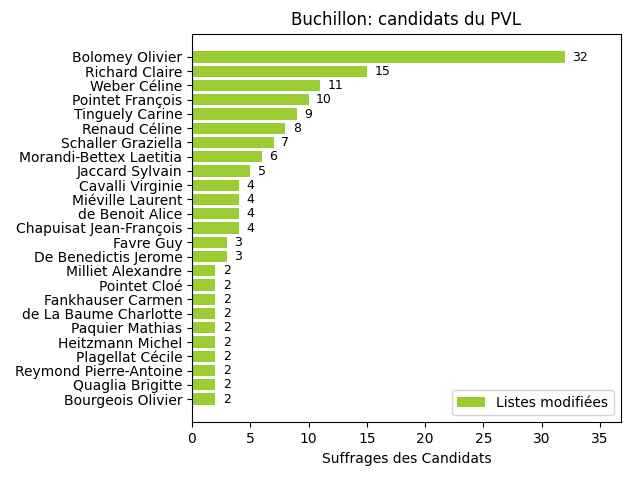 Buchillon: candidats du PVL
Bolomey Olivier 32
Richard Claire 15
Weber Céline 11
Pointet François 10
Tinguely Carine 9
Renaud Céline 8
Schaller Graziella 7
Morandi-Bettex Laetitia 6
Jaccard Sylvain 5
Cavalli Virginie 4
Miéville Laurent 4
de Benoit Alice 4
Chapuisat Jean-François 4
Favre Guy 3
De Benedictis Jerome 3
Milliet Alexandre 2
Pointet Cloé 2
Fankhauser Carmen 2
de La Baume Charlotte 2
Paquier Mathias 2
Heitzmann Michel 2
Plagellat Cécile 2
Reymond Pierre-Antoine 2
Quaglia Brigitte 2
Bourgeois Olivier 2
Listes modifiées
0 5 10 15 20 25 30 35
Suffrages des Candidats